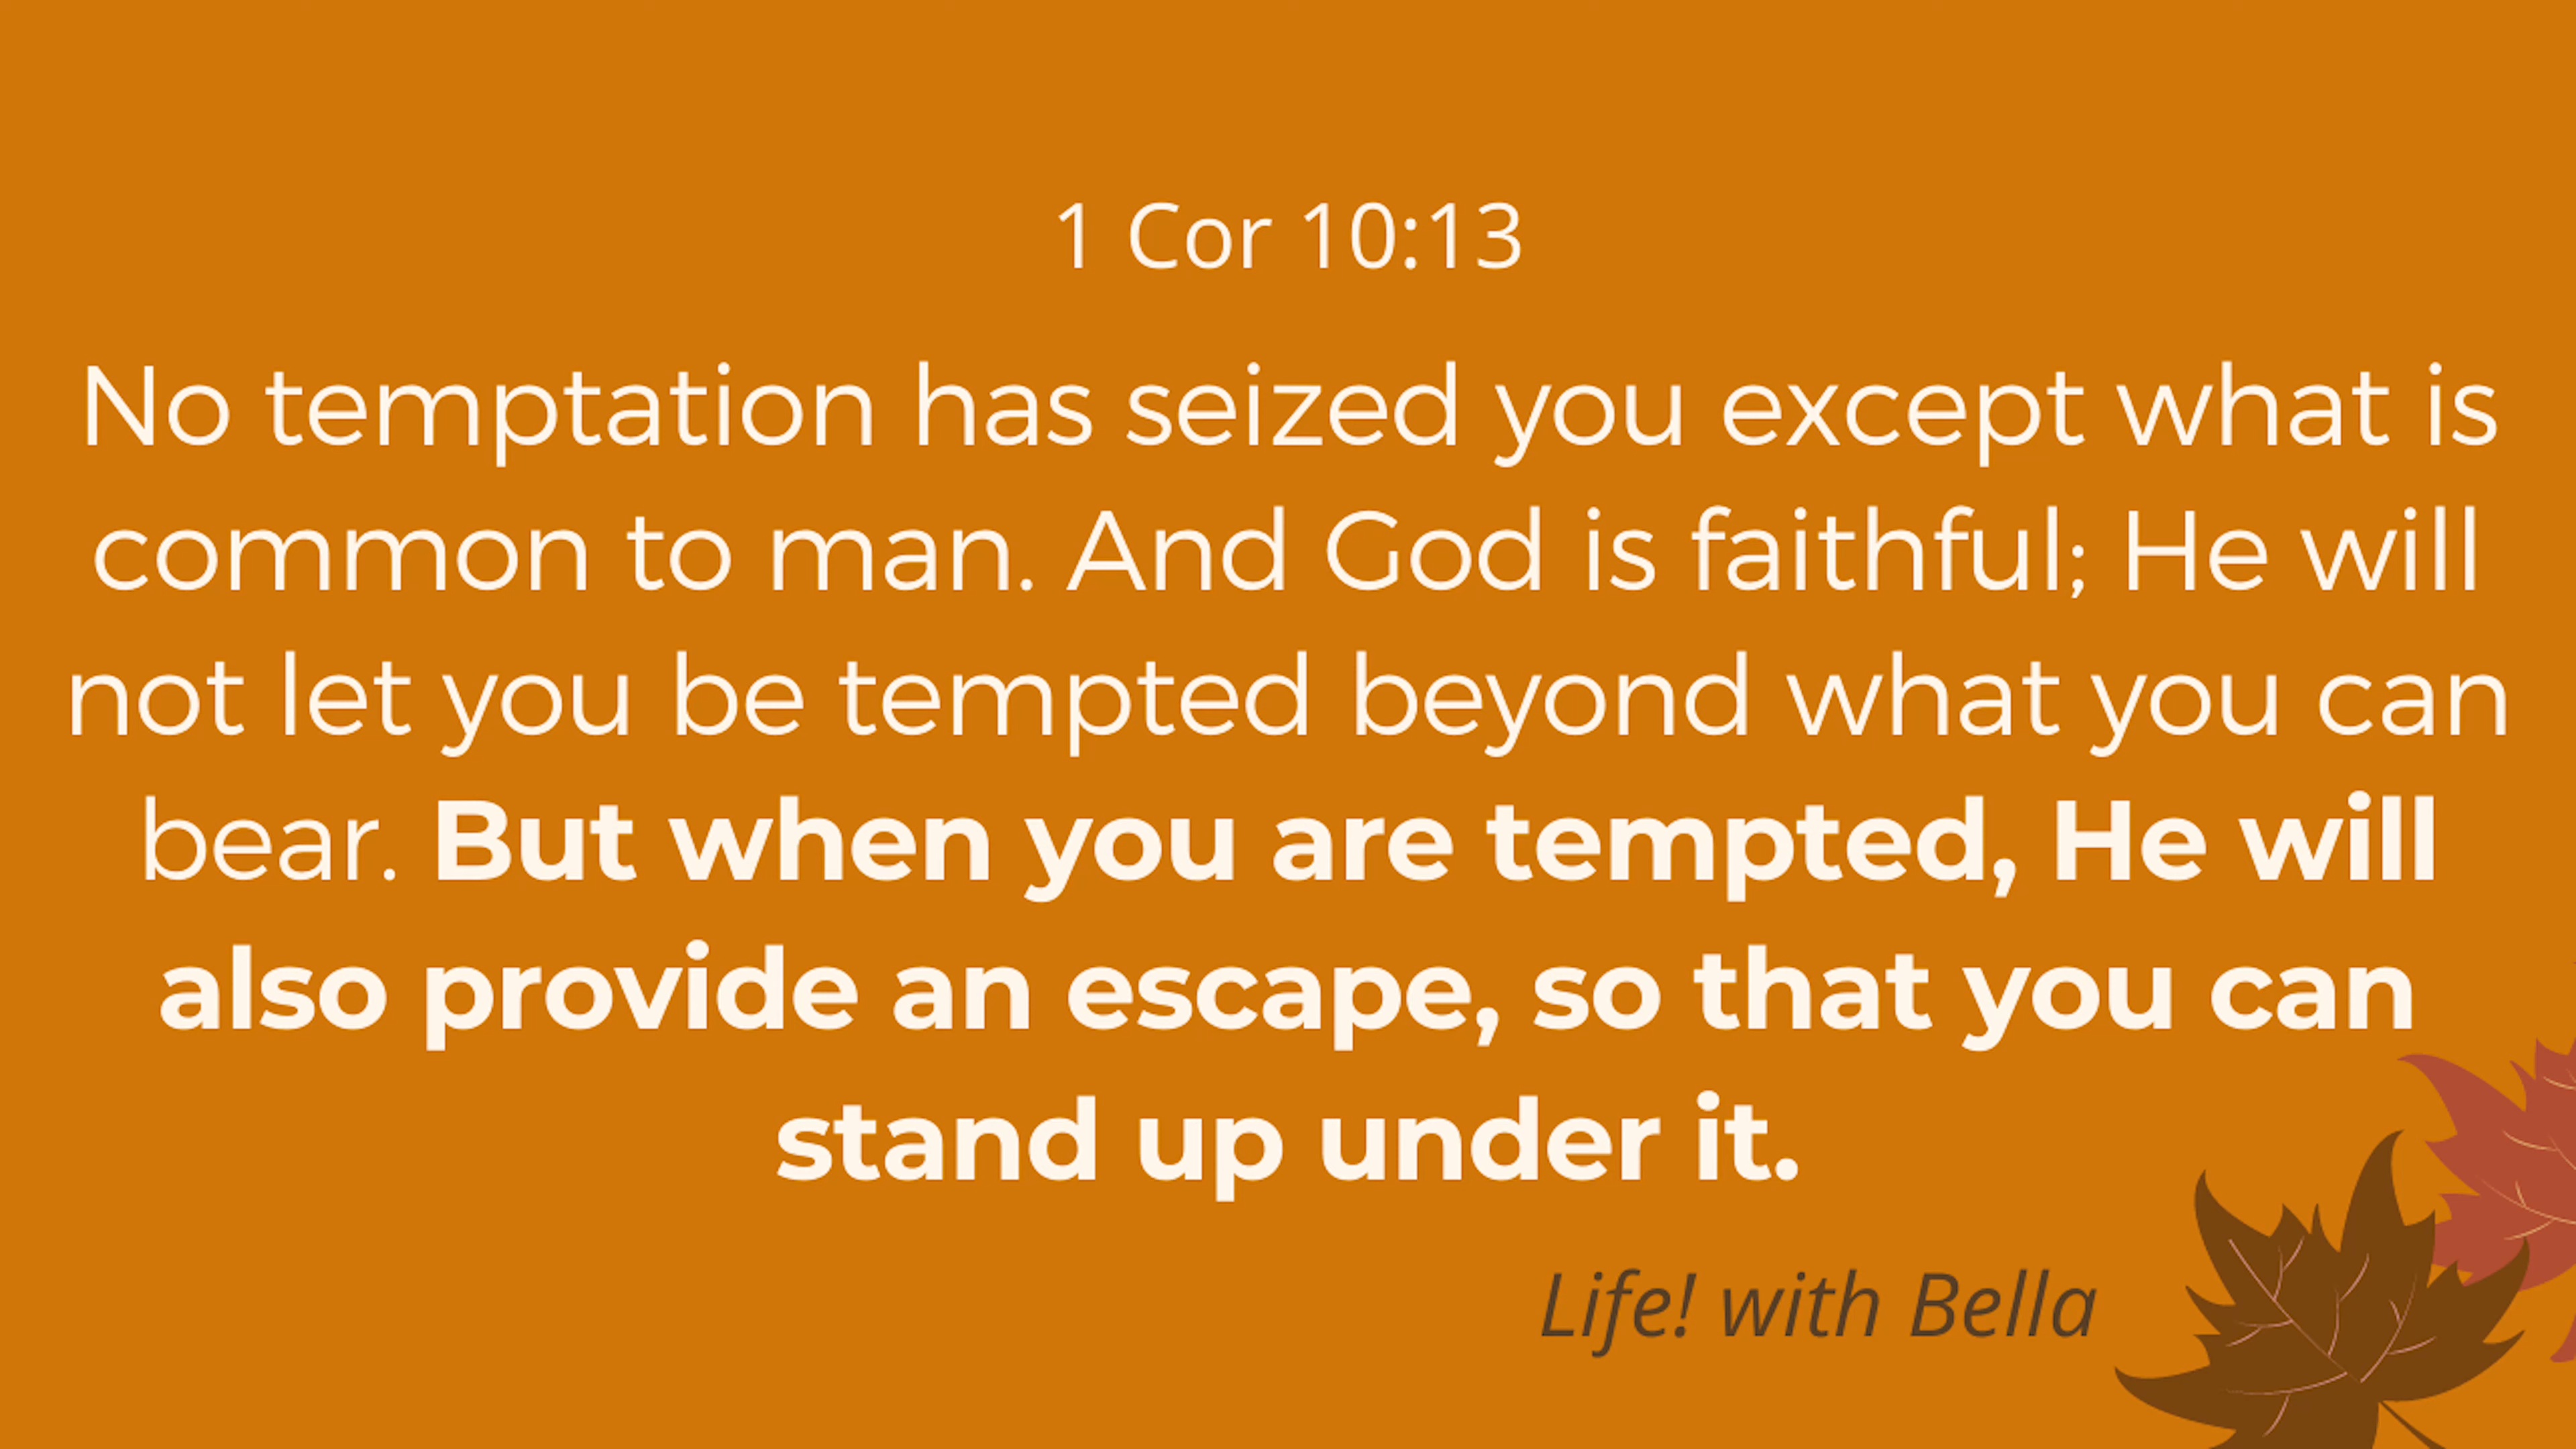 1 Cor 10:13
No temptation has seized you except what is
common to man. And God is faithful; He will
not let you be tempted beyond what you can
bear. But when you are tempted, He will
also provide an escape, so that you can
stand up under it.
Life! with Bella